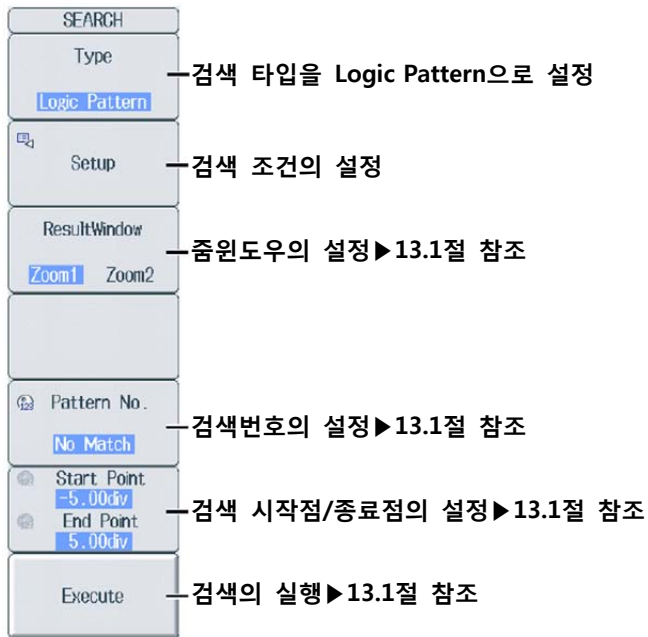 SEARCH
Type
Logic Pattern
검색 타입을 Logic Pattern으로 설정
Setup
검색 조건의 설정
ResultWindow
Zoom1 Zoom2
줌윈도우의 설정▶13.1절 참조
Pattern No.
No Match
검색번호의 설정▶13.1절 참조
Start Point
-5.00div
End Point
5.00div
검색 시작점/종료점의 설정▶13.1절 참조
Execute
검색의 실행▶13.1절 참조